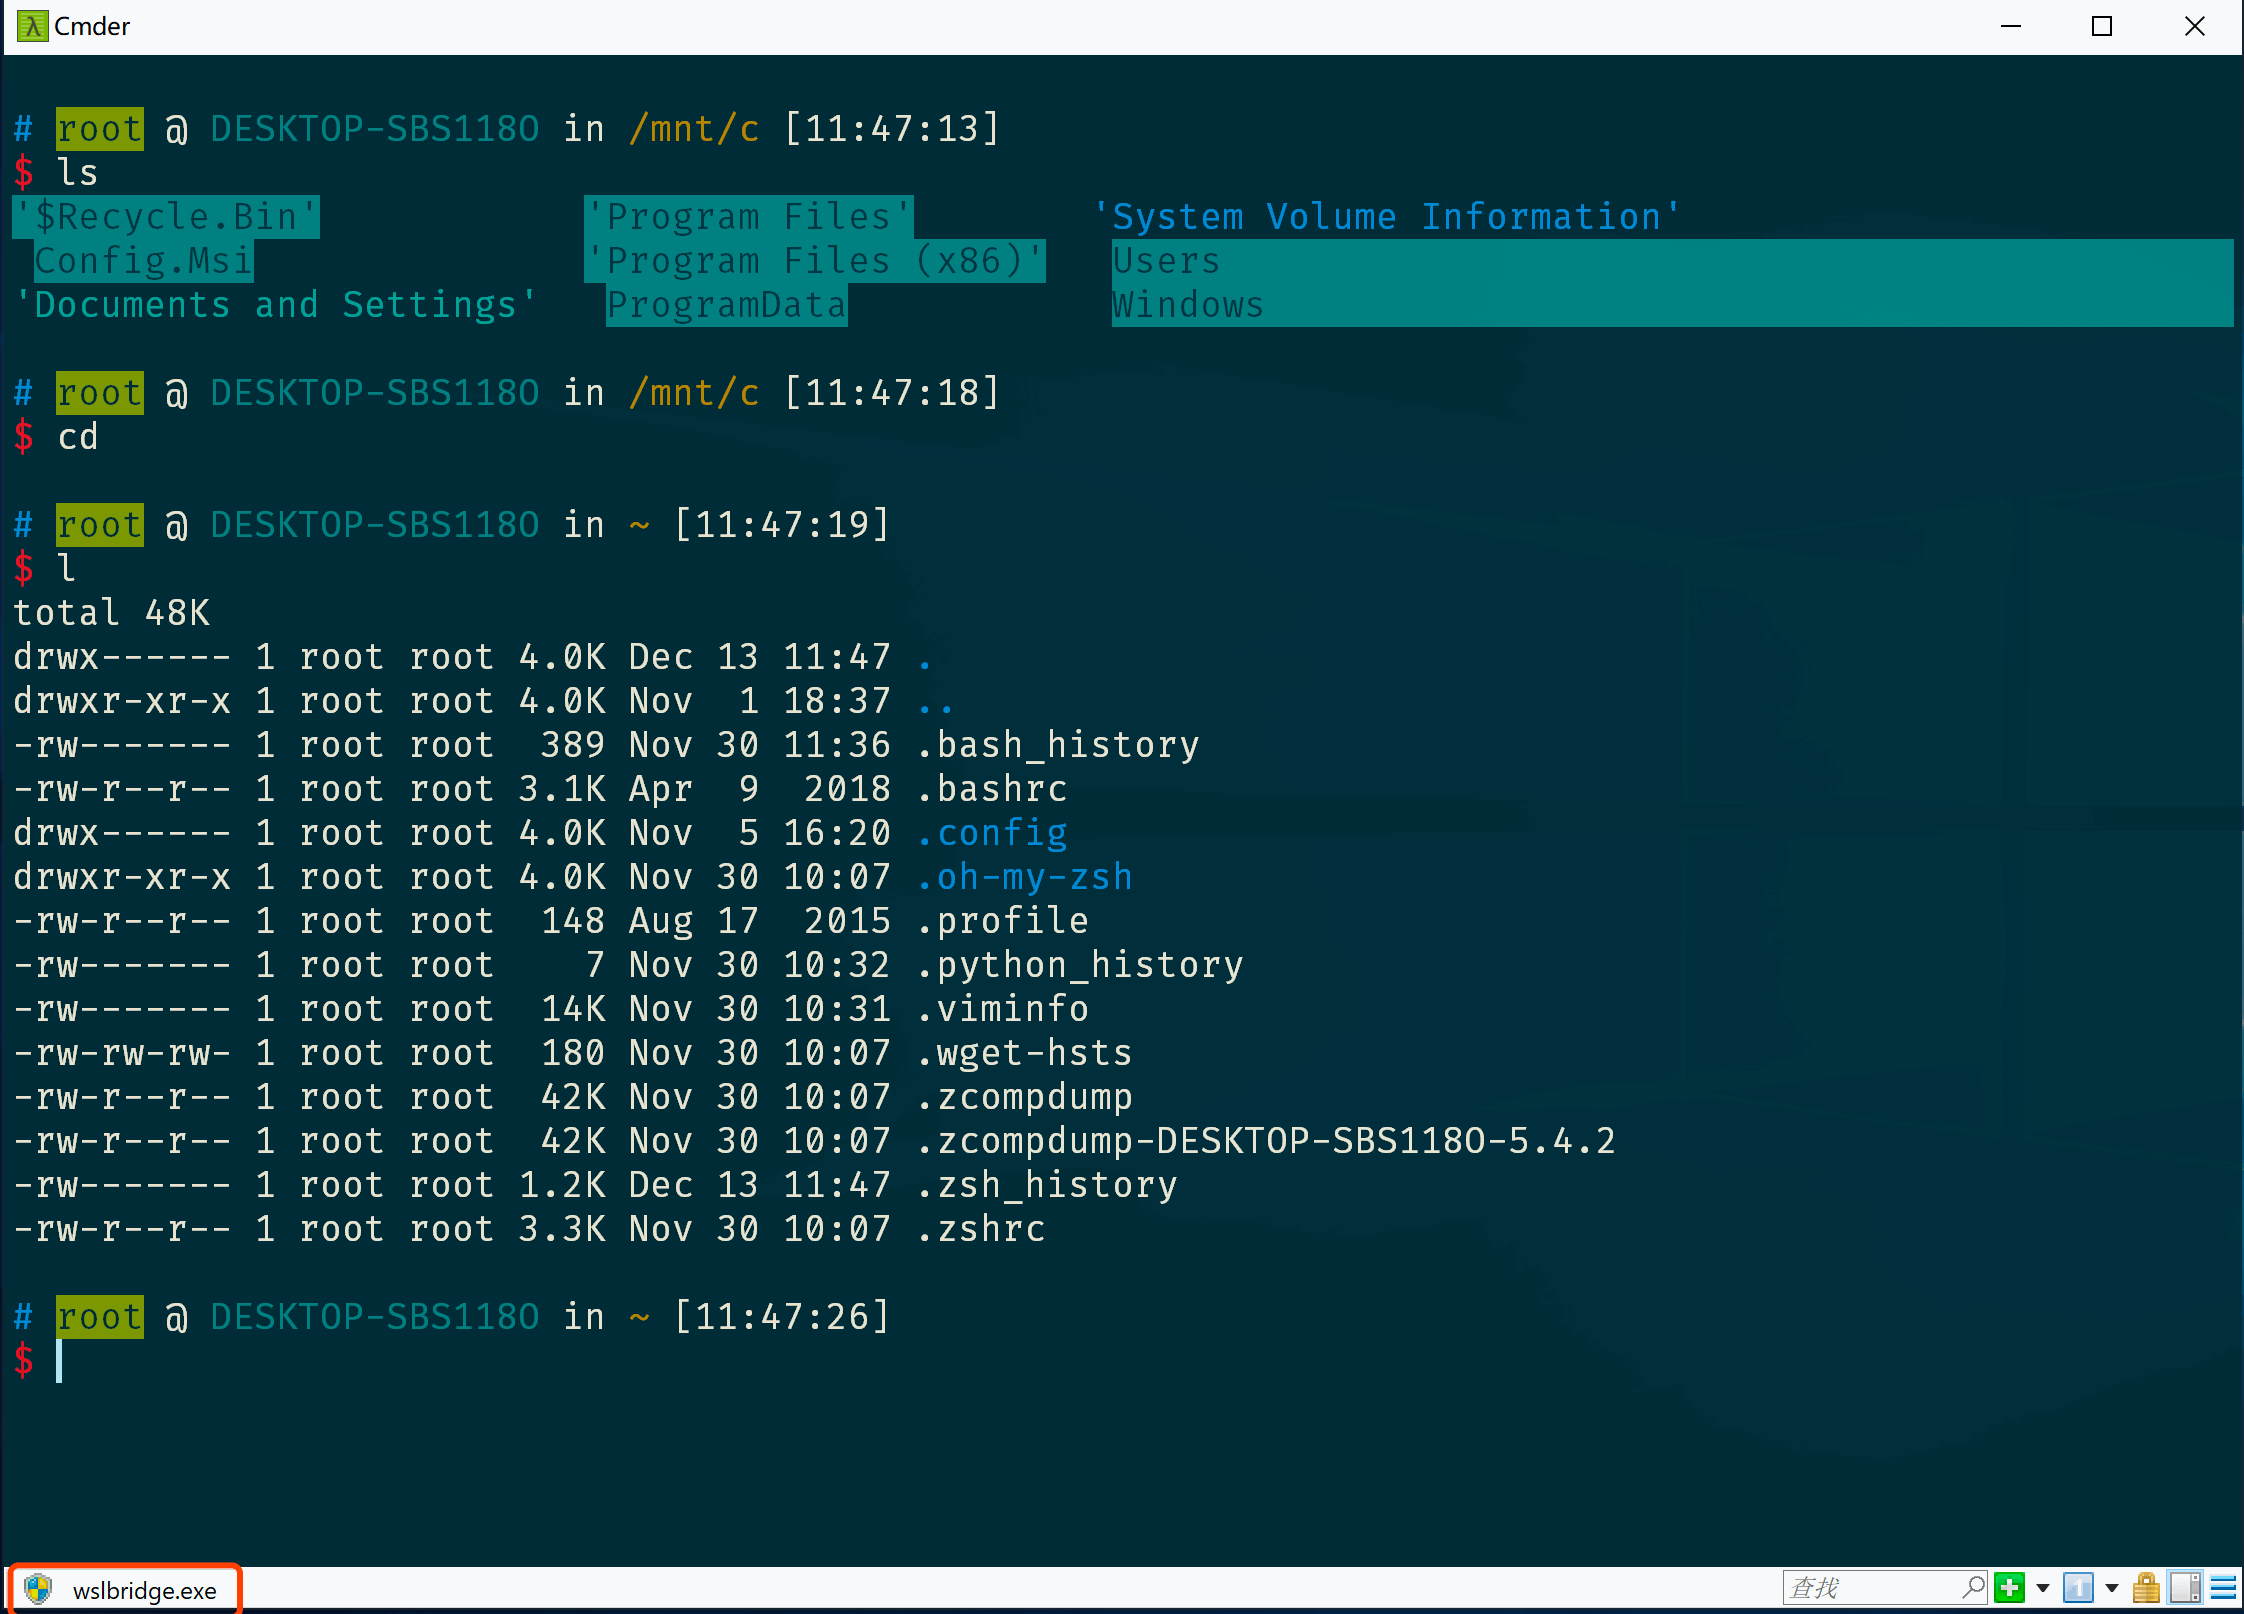 Cmder
# root @ DESKTOP-SBS118O in /mnt/c [11:47:13]
$ ls
'$Recycle.Bin' 'Program Files' 'System Volume Information'
Config.Msi 'Program Files (x86)' Users
'Documents and Settings' ProgramData Windows
# root @ DESKTOP-SBS118O in /mnt/c [11:47:18]
$ cd
# root @ DESKTOP-SBS118O in ~ [11:47:19]
$ l
total 48K
drwx------ 1 root root 4.0K Dec 13 11:47 .
drwxr-xr-x 1 root root 4.0K Nov  1 18:37 ..
-rw------- 1 root root  389 Nov 30 11:36 .bash_history
-rw-r--r-- 1 root root 3.1K Apr  9  2018 .bashrc
drwx------ 1 root root 4.0K Nov  5 16:20 .config
drwxr-xr-x 1 root root 4.0K Nov 30 10:07 .oh-my-zsh
-rw-r--r-- 1 root root  148 Aug 17  2015 .profile
-rw------- 1 root root    7 Nov 30 10:32 .python_history
-rw------- 1 root root  14K Nov 30 10:31 .viminfo
-rw-rw-rw- 1 root root  180 Nov 30 10:07 .wget-hsts
-rw-r--r-- 1 root root  42K Nov 30 10:07 .zcompdump
-rw-r--r-- 1 root root  42K Nov 30 10:07 .zcompdump-DESKTOP-SBS118O-5.4.2
-rw------- 1 root root 1.2K Dec 13 11:47 .zsh_history
-rw-r--r-- 1 root root 3.3K Nov 30 10:07 .zshrc
# root @ DESKTOP-SBS118O in ~ [11:47:26]
$
wslbridge.exe 查找 1